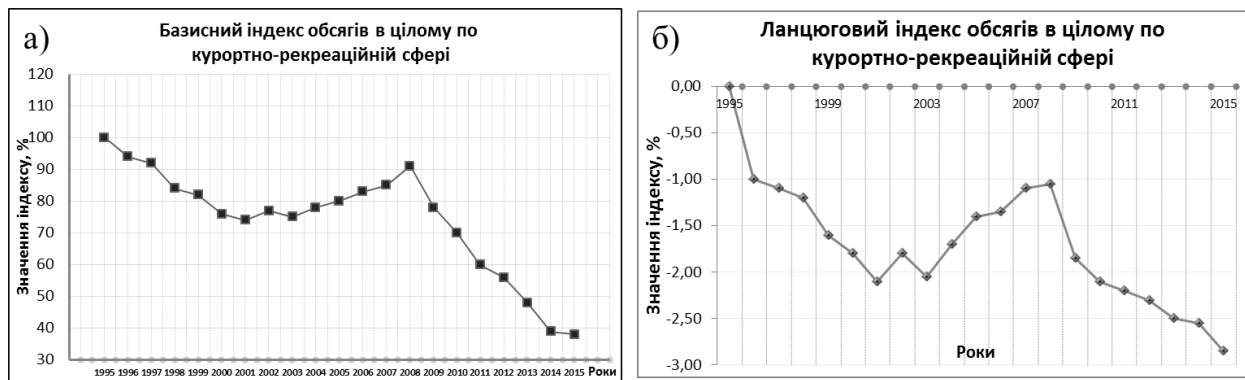 а)
Базисний індекс обсягів в цілому по
курортно-рекреаційній сфері
Значення індексу, %
120
110
100
90
80
70
60
50
40
30
1995 1996 1997 1998 1999 2000 2001 2002 2003 2004 2005 2006 2007 2008 2009 2010 2011 2012 2013 2014 2015 Роки
б)
Ланцюговий індекс обсягів в цілому по
курортно-рекреаційній сфері
Значення індексу, %
0,00
-0,50
-1,00
-1,50
-2,00
-2,50
-3,00
1995 1999 2003 2007 2011 2015
Роки